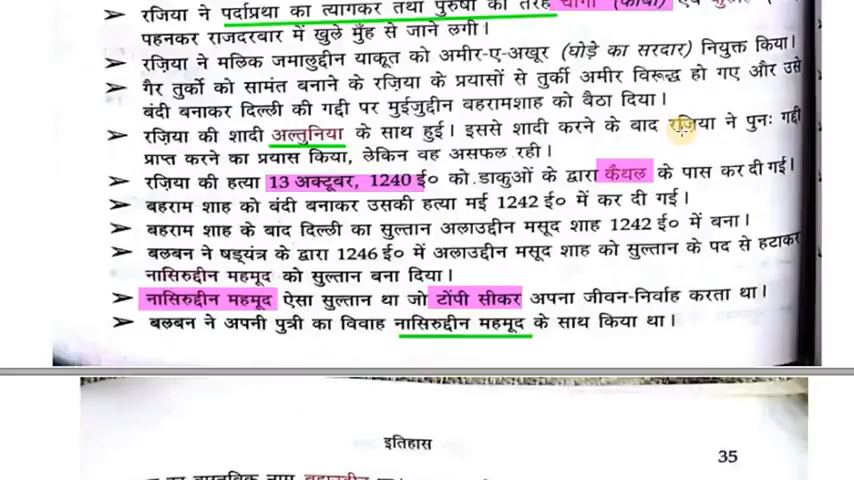 ➤ रजिया ने पर्दाप्रथा का त्यागकर तथा पुरुषों की तरह चोगा (काबा) एवं
पहनकर राजदरबार में खुले मुँह से जाने लगी।
➤ रज़िया ने मलिक जमालुद्दीन याकूत को अमीर-ए-अखूर (घोड़े का सरदार) नियुक्त किया।
➤ गैर तुर्कों को सामंत बनाने के रज़िया के प्रयासों से तुर्की अमीर विरूद्ध हो गए और उसे
बंदी बनाकर दिल्ली की गद्दी पर मुईजुद्दीन बहरामशाह को बैठा दिया।
➤ रज़िया की शादी अल्तुनिया के साथ हुई। इससे शादी करने के बाद रज़िया ने पुनः गद्दी
प्राप्त करने का प्रयास किया, लेकिन वह असफल रही।
➤ रज़िया की हत्या 13 अक्टूबर, 1240 ई० को डाकुओं के द्वारा कैथल के पास कर दी गई।
➤ बहराम शाह को बंदी बनाकर उसकी हत्या मई 1242 ई० में कर दी गई।
➤ बहराम शाह के बाद दिल्ली का सुल्तान अलाउद्दीन मसूद शाह 1242 ई० में बना।
➤ बलबन ने षड्यंत्र के द्वारा 1246 ई० में अलाउद्दीन मसूद शाह को सुल्तान के पद से हटाकर
नासिरुद्दीन महमूद को सुल्तान बना दिया।
➤ नासिरुद्दीन महमूद ऐसा सुल्तान था जो टोंपी सीकर अपना जीवन-निर्वाह करता था।
➤ बलबन ने अपनी पुत्री का विवाह नासिरुद्दीन महमूद के साथ किया था।
इतिहास
35